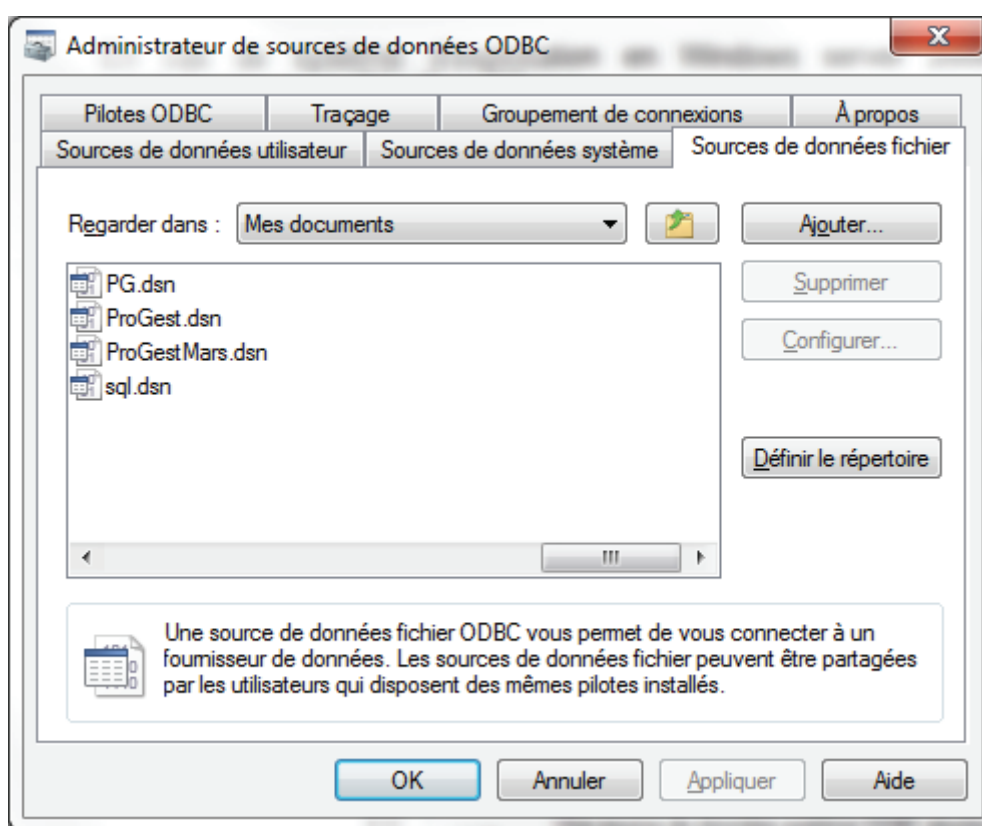 Administrateur de sources de données ODBC
Pilotes ODBC Traçage Groupement de connexions À propos
Sources de données utilisateur Sources de données système Sources de données fichier
Regarder dans : Mes documents Ajouter...
PG.dsn Supprimer
ProGest.dsn
ProGestMars.dsn Configurer...
sql.dsn
Définir le répertoire
Une source de données fichier ODBC vous permet de vous connecter à un
fournisseur de données. Les sources de données fichier peuvent être partagées
par les utilisateurs qui disposent des mêmes pilotes installés.
OK Annuler Appliquer Aide